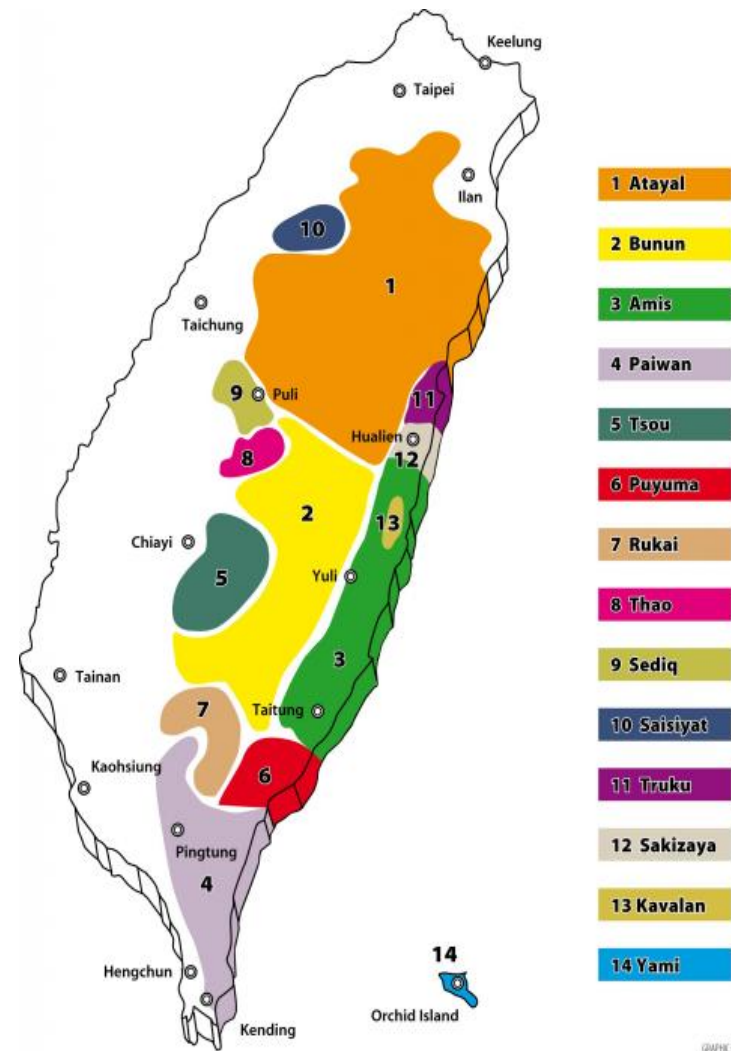 Keelung
Taipei
Ilan
10
1
Taichung
9
Puli
11
Hualien
12
8
2
13
Chiayi
5
Yuli
3
Tainan
7
Taitung
Kaohsiung
6
Pingtung
4
14
Hengchun
Orchid Island
Kending
1 Atayal
2 Bunun
3 Amis
4 Paiwan
5 Tsou
6 Puyuma
7 Rukai
8 Thao
9 Sediq
10 Saisiyat
11 Truku
12 Sakizaya
13 Kavalan
14 Yami